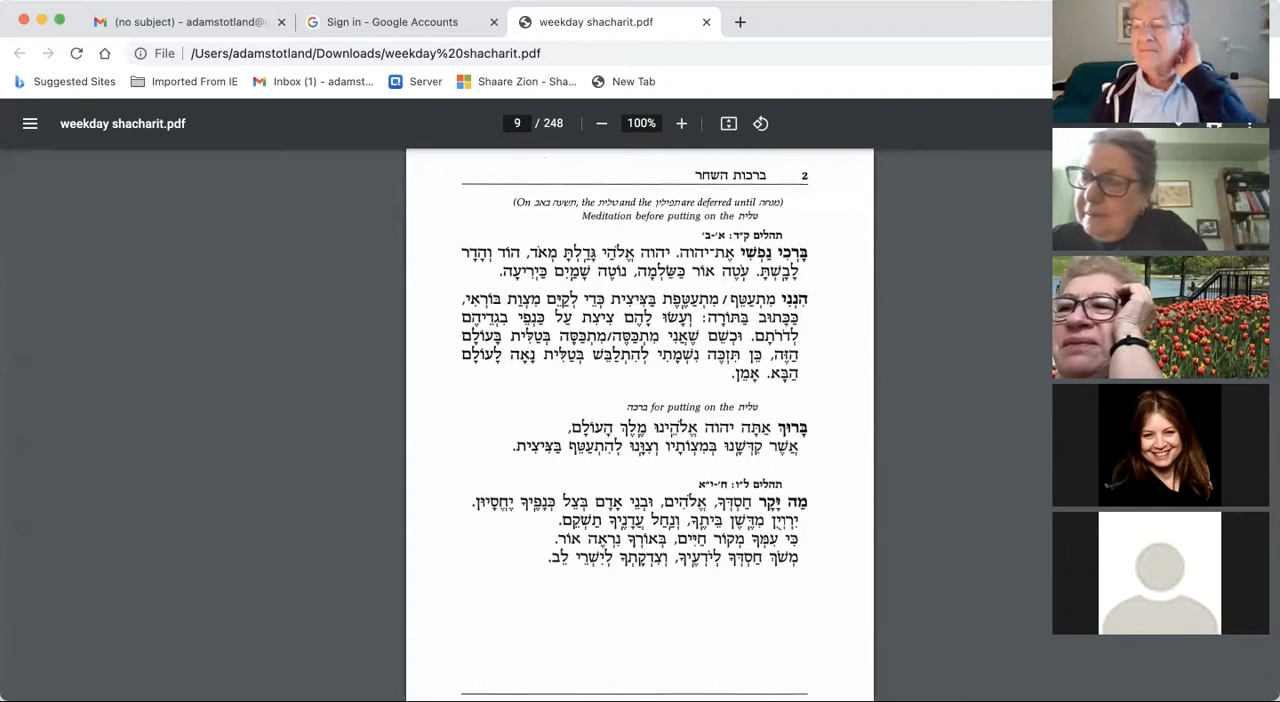 (no subject) - adamstotland@
Sign in - Google Accounts
weekday shacharit.pdf
File
/Users/adamstotland/Downloads/weekday%20shacharit.pdf
Suggested Sites
Imported From IE
Inbox (1) - adamst...
Server
Shaare Zion - Sha...
New Tab
weekday shacharit.pdf
9 / 248
100%
2 ברכות השחר
(On תשעה באב, the טלית and the תפילין are deferred until מנחה)
Meditation before putting on the טלית
תהלים ק״ד: א׳-ב׳
בָּרְכִי נַפְשִׁי אֶת־יהוה. יהוה אֱלֹהַי גָּדַֽלְתָּ מְאֹד, הוֹד וְהָדָר
לָבָֽשְׁתָּ. עֹֽטֶה אוֹר כַּשַּׂלְמָה, נוֹטֶה שָׁמַֽיִם כַּיְרִיעָה.
הִנְנִי מִתְעַטֵּף/מִתְעַטֶּֽפֶת בַּצִּיצִית כְּדֵי לְקַיֵּם מִצְוַת בּוֹרְאִי,
כַּכָּתוּב בַּתּוֹרָה: וְעָשׂוּ לָהֶם צִיצִת עַל כַּנְפֵי בִגְדֵיהֶם
לְדֹרֹתָם. וּכְשֵׁם שֶׁאֲנִי מִתְכַּסֶּה/מִתְכַּסָּה בְּטַלִּית בָּעוֹלָם
הַזֶּה, כֵּן תִּזְכֶּה נִשְׁמָתִי לְהִתְלַבֵּשׁ בְּטַלִּית נָאָה לָעוֹלָם
הַבָּא. אָמֵן.
ברכה for putting on the טלית
בָּרוּךְ אַתָּה יהוה אֱלֹהֵֽינוּ מֶֽלֶךְ הָעוֹלָם,
אֲשֶׁר קִדְּשָֽׁנוּ בְּמִצְוֹתָיו וְצִוָּֽנוּ לְהִתְעַטֵּף בַּצִּיצִית.
תהלים ל״ו: ח׳-י״א
מַה יָּקָר חַסְדְּךָ, אֱלֹהִים, וּבְנֵי אָדָם בְּצֵל כְּנָפֶֽיךָ יֶחֱסָיוּן.
יִרְוְיֻן מִדֶּֽשֶׁן בֵּיתֶֽךָ, וְנַֽחַל עֲדָנֶֽיךָ תַשְׁקֵם.
כִּי עִמְּךָ מְקוֹר חַיִּים, בְּאוֹרְךָ נִרְאֶה אוֹר.
מְשֹׁךְ חַסְדְּךָ לְיֹדְעֶֽיךָ, וְצִדְקָתְךָ לְיִשְׁרֵי לֵב.